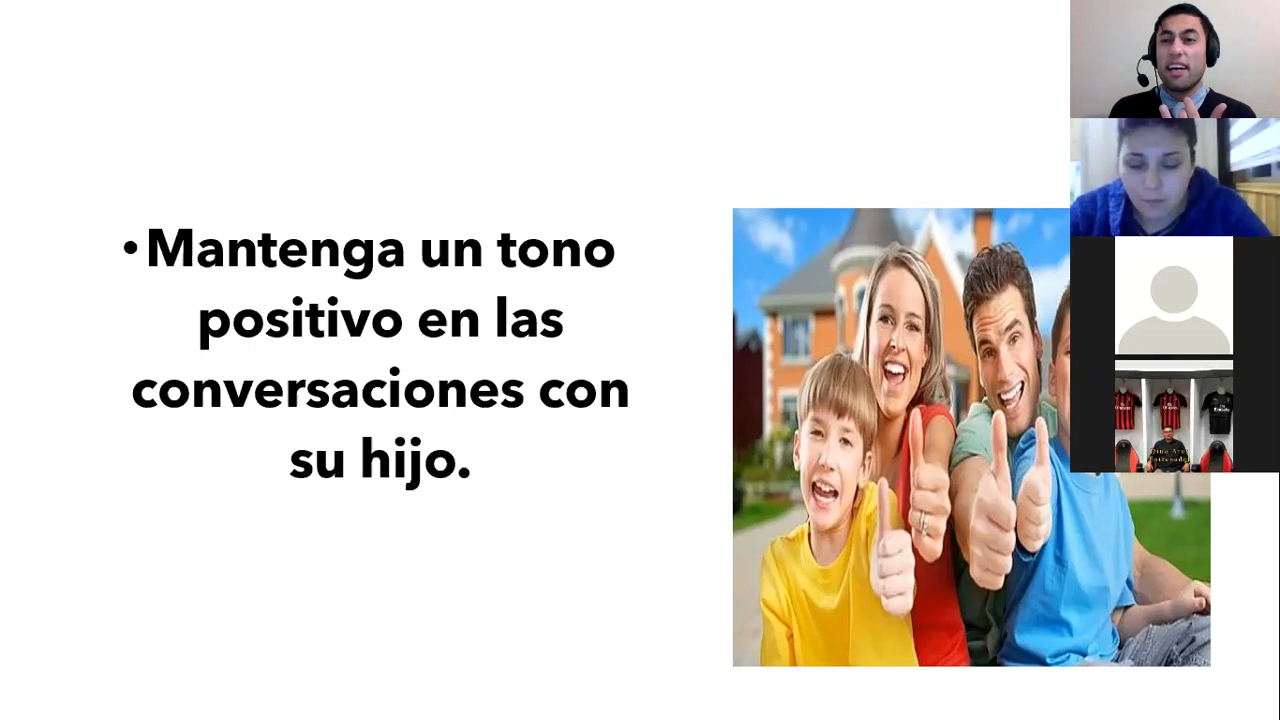 •Mantenga un tono
positivo en las
conversaciones con
su hijo.